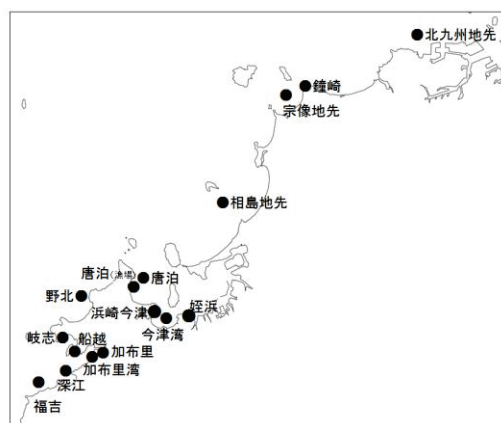 北九州地先
鐘崎
宗像地先
相島地先
唐泊(漁場)
唐泊
野北
浜崎今津
姪浜
今津湾
岐志
船越
加布里
加布里湾
深江
福吉